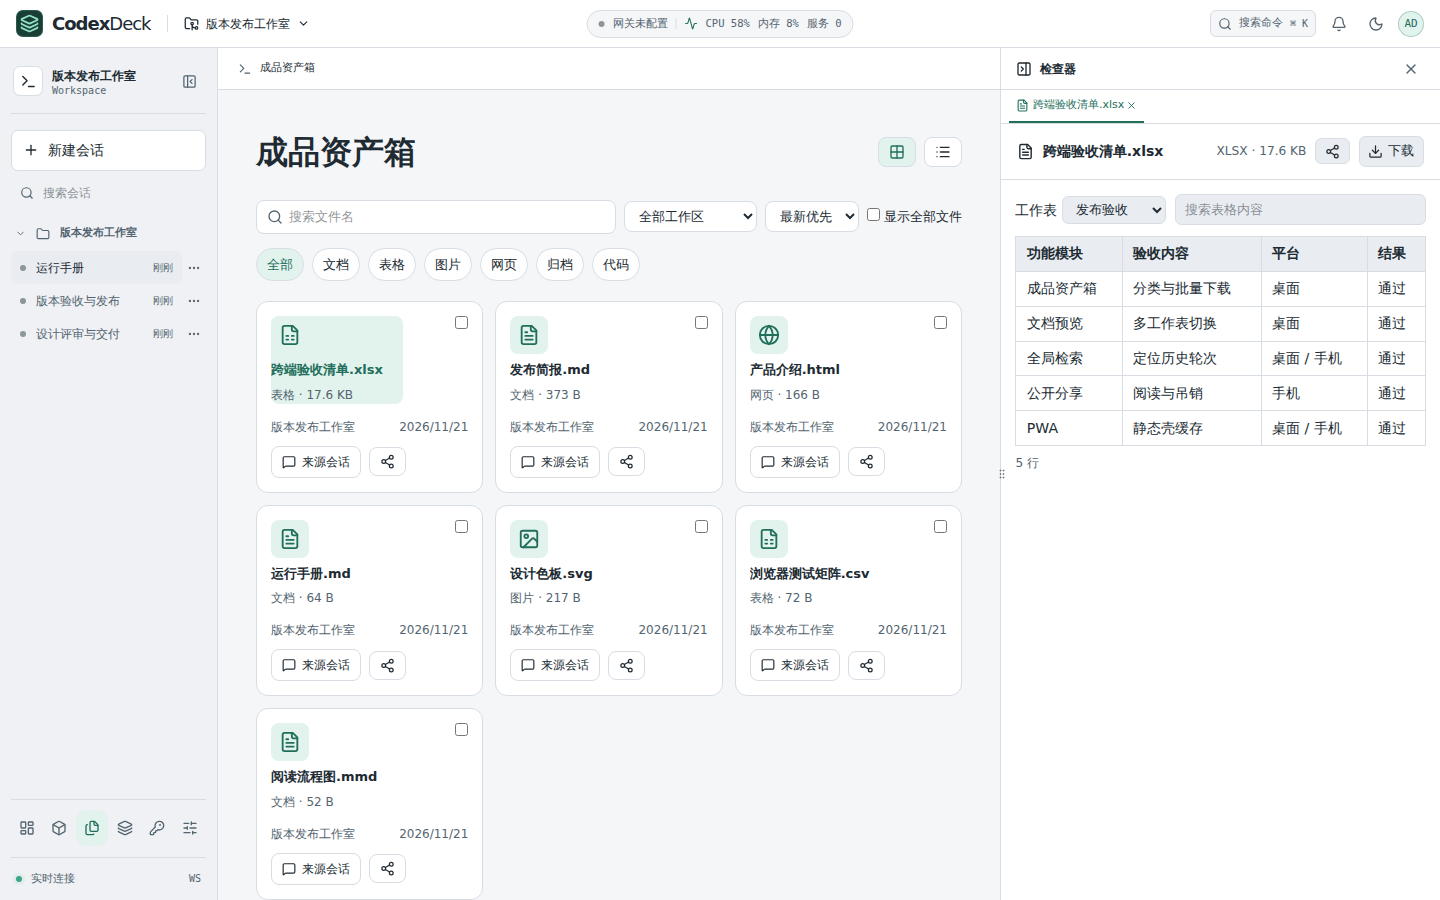 CodexDeck
版本发布工作室
网关未配置 CPU 58% 内存 8% 服务 0
搜索命令 ⌘ K
AD
版本发布工作室
Workspace
新建会话
搜索会话
版本发布工作室
运行手册 刚刚
版本验收与发布 刚刚
设计评审与交付 刚刚
实时连接 WS
成品资产箱
成品资产箱
搜索文件名 全部工作区 最新优先 显示全部文件
全部 文档 表格 图片 网页 归档 代码
跨端验收清单.xlsx
表格 · 17.6 KB
版本发布工作室 2026/11/21
来源会话
发布简报.md
文档 · 373 B
版本发布工作室 2026/11/21
来源会话
产品介绍.html
网页 · 166 B
版本发布工作室 2026/11/21
来源会话
运行手册.md
文档 · 64 B
版本发布工作室 2026/11/21
来源会话
设计色板.svg
图片 · 217 B
版本发布工作室 2026/11/21
来源会话
浏览器测试矩阵.csv
表格 · 72 B
版本发布工作室 2026/11/21
来源会话
阅读流程图.mmd
文档 · 52 B
版本发布工作室 2026/11/21
来源会话
检查器
跨端验收清单.xlsx
跨端验收清单.xlsx XLSX · 17.6 KB 下载
工作表 发布验收 搜索表格内容
功能模块 验收内容 平台 结果
成品资产箱 分类与批量下载 桌面 通过
文档预览 多工作表切换 桌面 通过
全局检索 定位历史轮次 桌面 / 手机 通过
公开分享 阅读与吊销 手机 通过
PWA 静态壳缓存 桌面 / 手机 通过
5 行